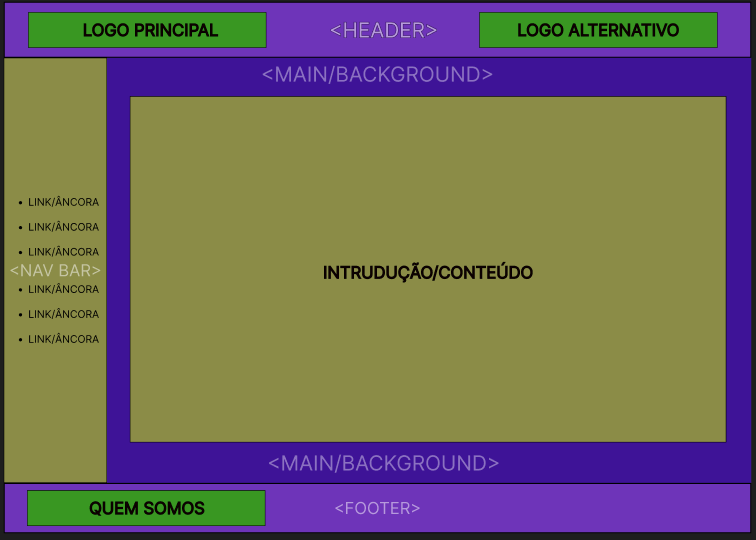 LOGO PRINCIPAL
<HEADER>
LOGO ALTERNATIVO
<MAIN/BACKGROUND>
• LINK/ÂNCORA
• LINK/ÂNCORA
• LINK/ÂNCORA
<NAV BAR>
• LINK/ÂNCORA
• LINK/ÂNCORA
• LINK/ÂNCORA
INTRUDUÇÃO/CONTEÚDO
<MAIN/BACKGROUND>
QUEM SOMOS
<FOOTER>